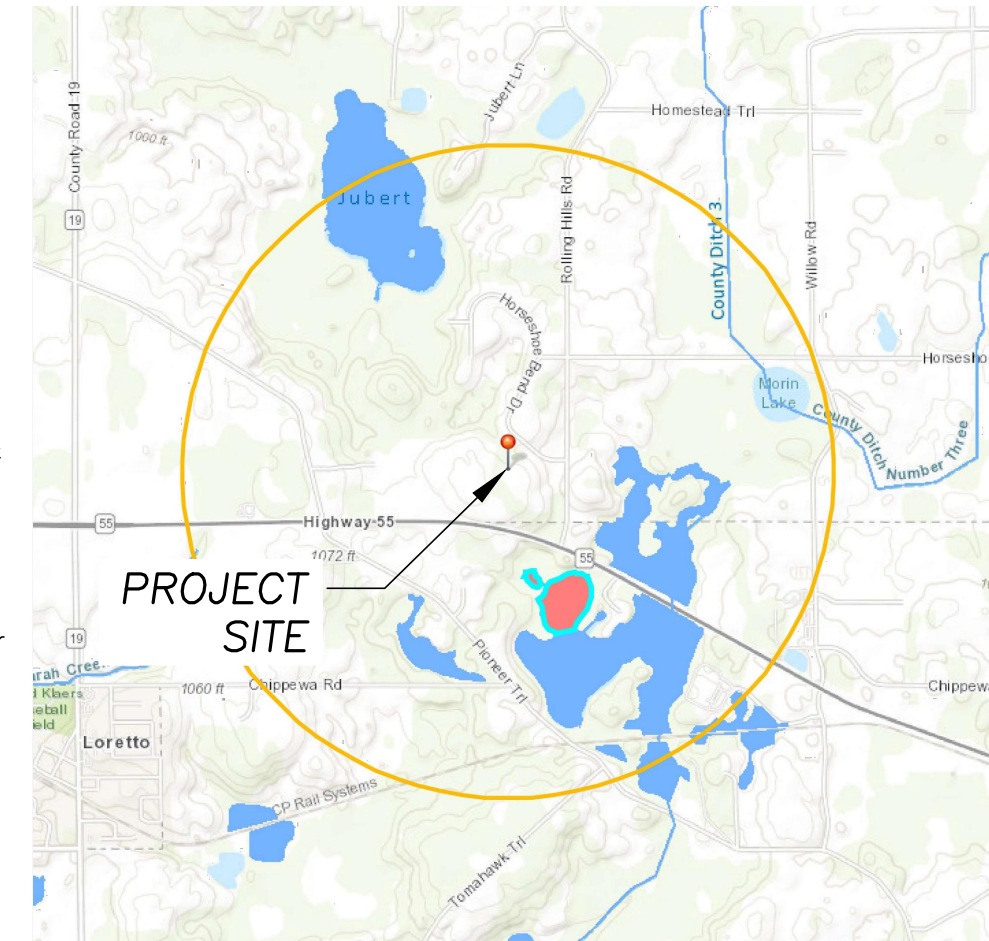 Jubert Ln
Homestead Trl
County Road 19
1000 ft
Jubert
19
Rolling Hills Rd
County Ditch 3
Willow Rd
Horseshoe Bend Dr
Morin
Lake
County Ditch Number Three
55
Highway 55
1072 ft
55
PROJECT
SITE
19
Pioneer Trl
1060 ft
Chippewa Rd
Loretto
CP Rail Systems
Tomahawk Trl